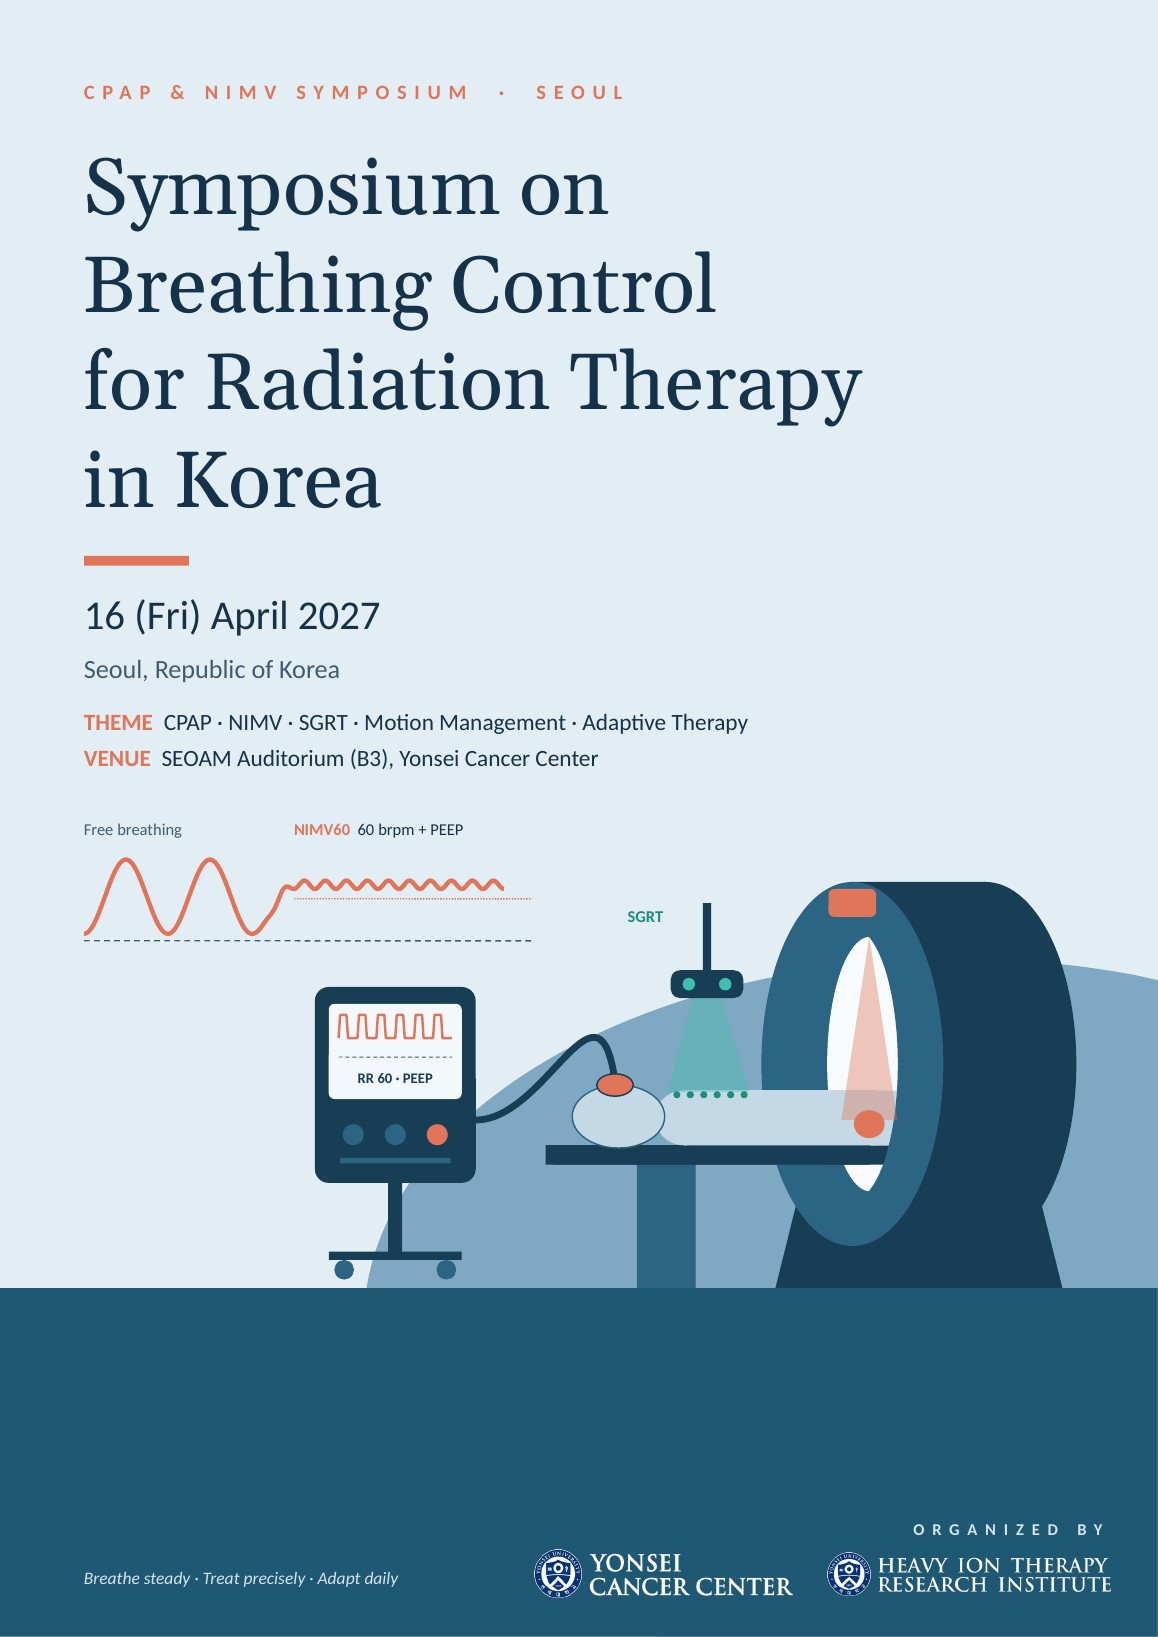 CPAP & NIMV SYMPOSIUM · SEOUL
Symposium on
Breathing Control
for Radiation Therapy
in Korea
16 (Fri) April 2027
Seoul, Republic of Korea
THEME CPAP · NIMV · SGRT · Motion Management · Adaptive Therapy
VENUE SEOAM Auditorium (B3), Yonsei Cancer Center
Free breathing
NIMV60 60 brpm + PEEP
SGRT
RR 60 · PEEP
ORGANIZED BY
Breathe steady · Treat precisely · Adapt daily
YONSEI
CANCER CENTER
HEAVY ION THERAPY
RESEARCH INSTITUTE